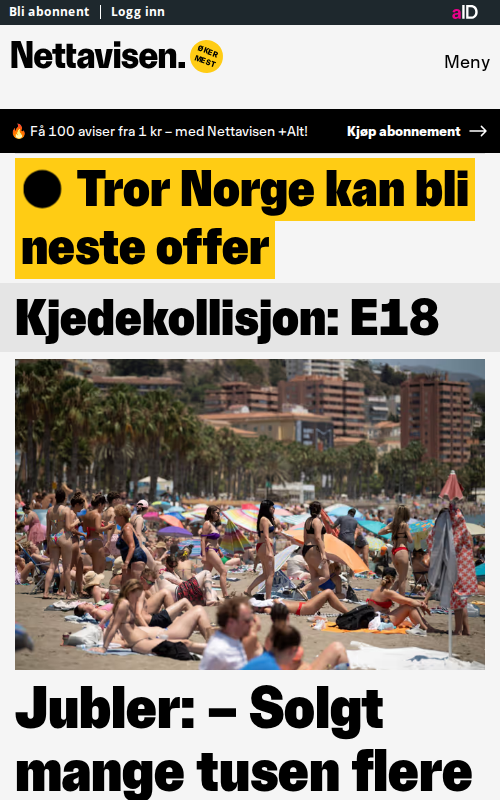 Bli abonnent | Logg inn
aID
Nettavisen.
ØKER
MEST
Meny
Få 100 aviser fra 1 kr – med Nettavisen +Alt!
Kjøp abonnement →
Tror Norge kan bli
neste offer
Kjedekollisjon: E18
Jubler: – Solgt
mange tusen flere